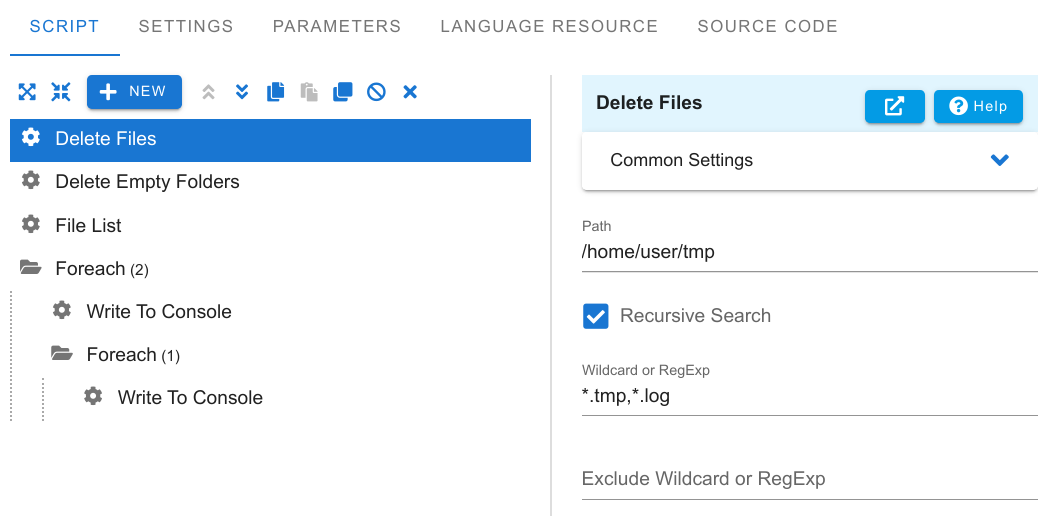 SCRIPT SETTINGS PARAMETERS LANGUAGE RESOURCE SOURCE CODE
NEW
Delete Files
Delete Empty Folders
File List
Foreach (2)
Write To Console
Foreach (1)
Write To Console
Delete Files
Help
Common Settings
Path
/home/user/tmp
Recursive Search
Wildcard or RegExp
*.tmp,*.log
Exclude Wildcard or RegExp